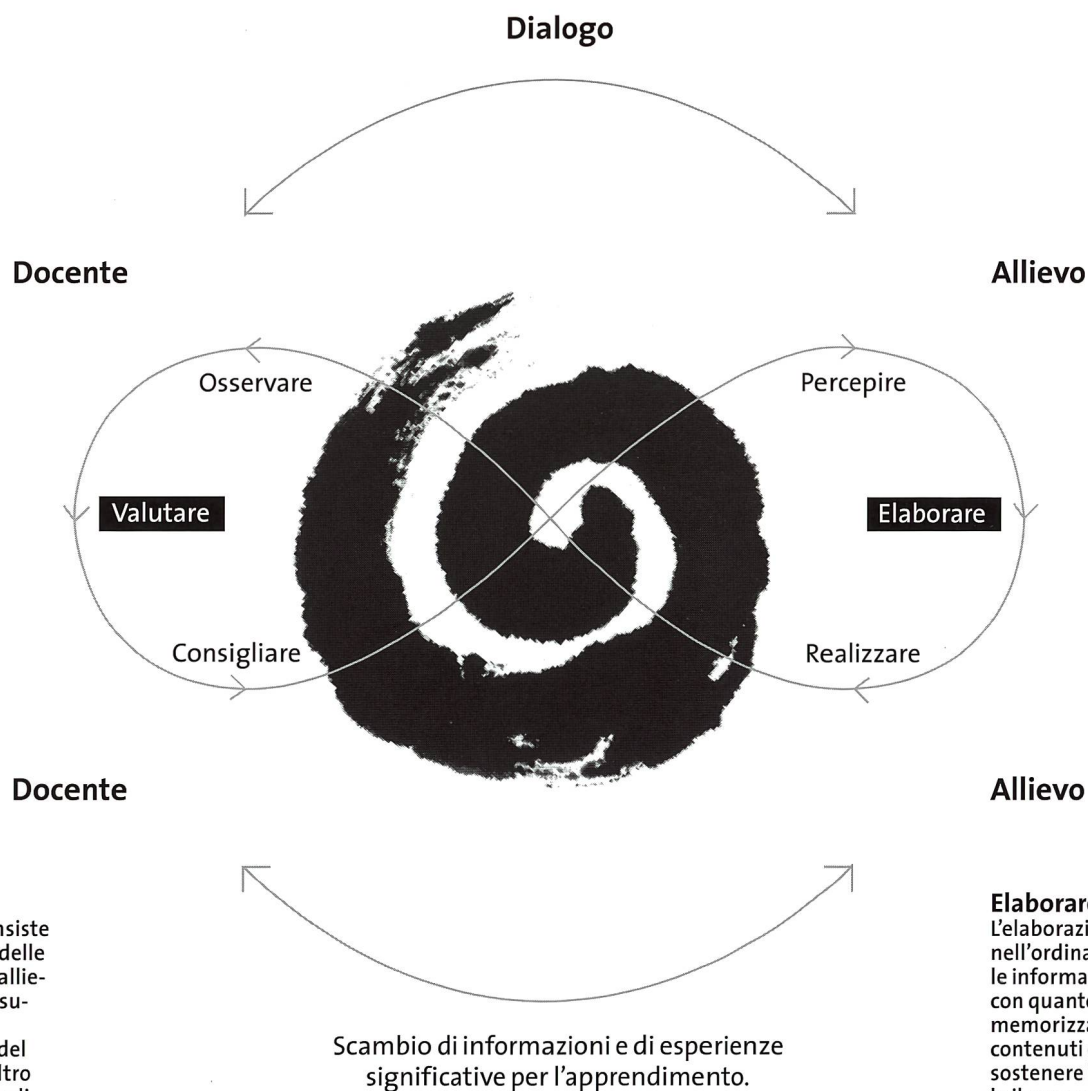 Dialogo
Docente
Allievo
Osservare
Percepire
Valutare
Elaborare
Consigliare
Realizzare
Docente
Allievo
nsiste
delle
allie-
su-
del
ltro
Elaborare
L'elaborazi
nell'ordina
le informa
con quanto
memorizza
contenuti
sostenere
Scambio di informazioni e di esperienze
significative per l'apprendimento.